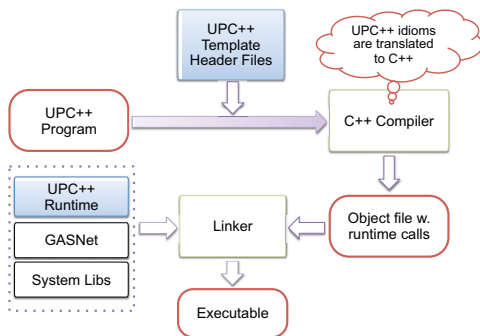 UPC++
Template
Header Files
UPC++ idioms
are translated
to C++
UPC++
Program
C++ Compiler
UPC++
Runtime
GASNet
System Libs
Linker
Object file w.
runtime calls
Executable